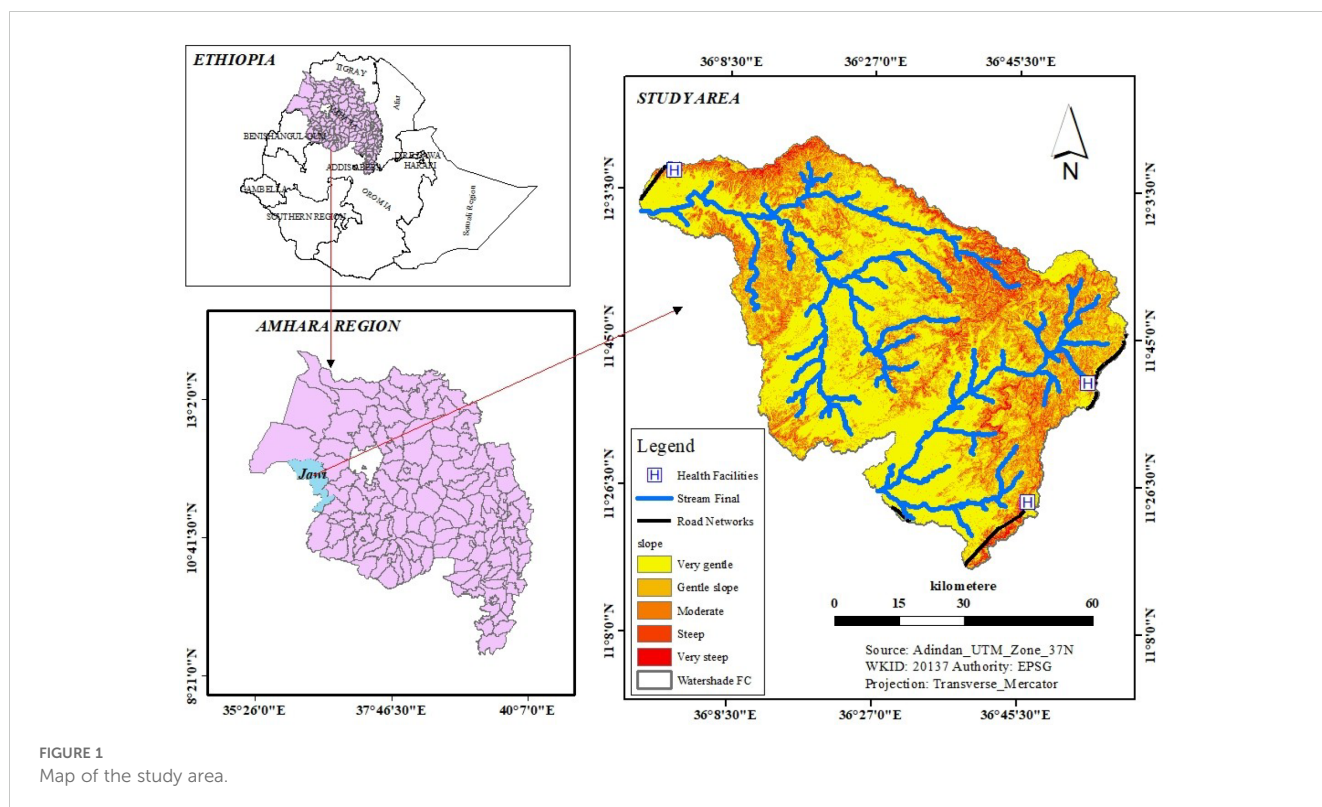 ETHIOPIA
TIGRAY
Afar
AMHARA
BENISHANGUL-GUMUZ
DIRE DAWA
HARARI
ADDIS ABEBA
GAMBELLA
OROMIA
SOUTHERN REGION
Somali Region
AMHARA REGION
Jawi
13°2'0"N
10°41'30"N
8°21'0"N
35°26'0"E 37°46'30"E 40°7'0"E
36°8'30"E 36°27'0"E 36°45'30"E
STUDY AREA
N
H
H
H
12°3'30"N
11°45'0"N
11°26'30"N
11°8'0"N
12°3'30"N
11°45'0"N
11°26'30"N
11°8'0"N
Legend
H Health Facilities
Stream Final
Road Networks
slope
Very gentle
Gentle slope
Moderate
Steep
Very steep
Watershade FC
kilometere
0 15 30 60
Source: Adindan_UTM_Zone_37N
WKID: 20137 Authority: EPSG
Projection: Transverse_Mercator
36°8'30"E 36°27'0"E 36°45'30"E
FIGURE 1
Map of the study area.